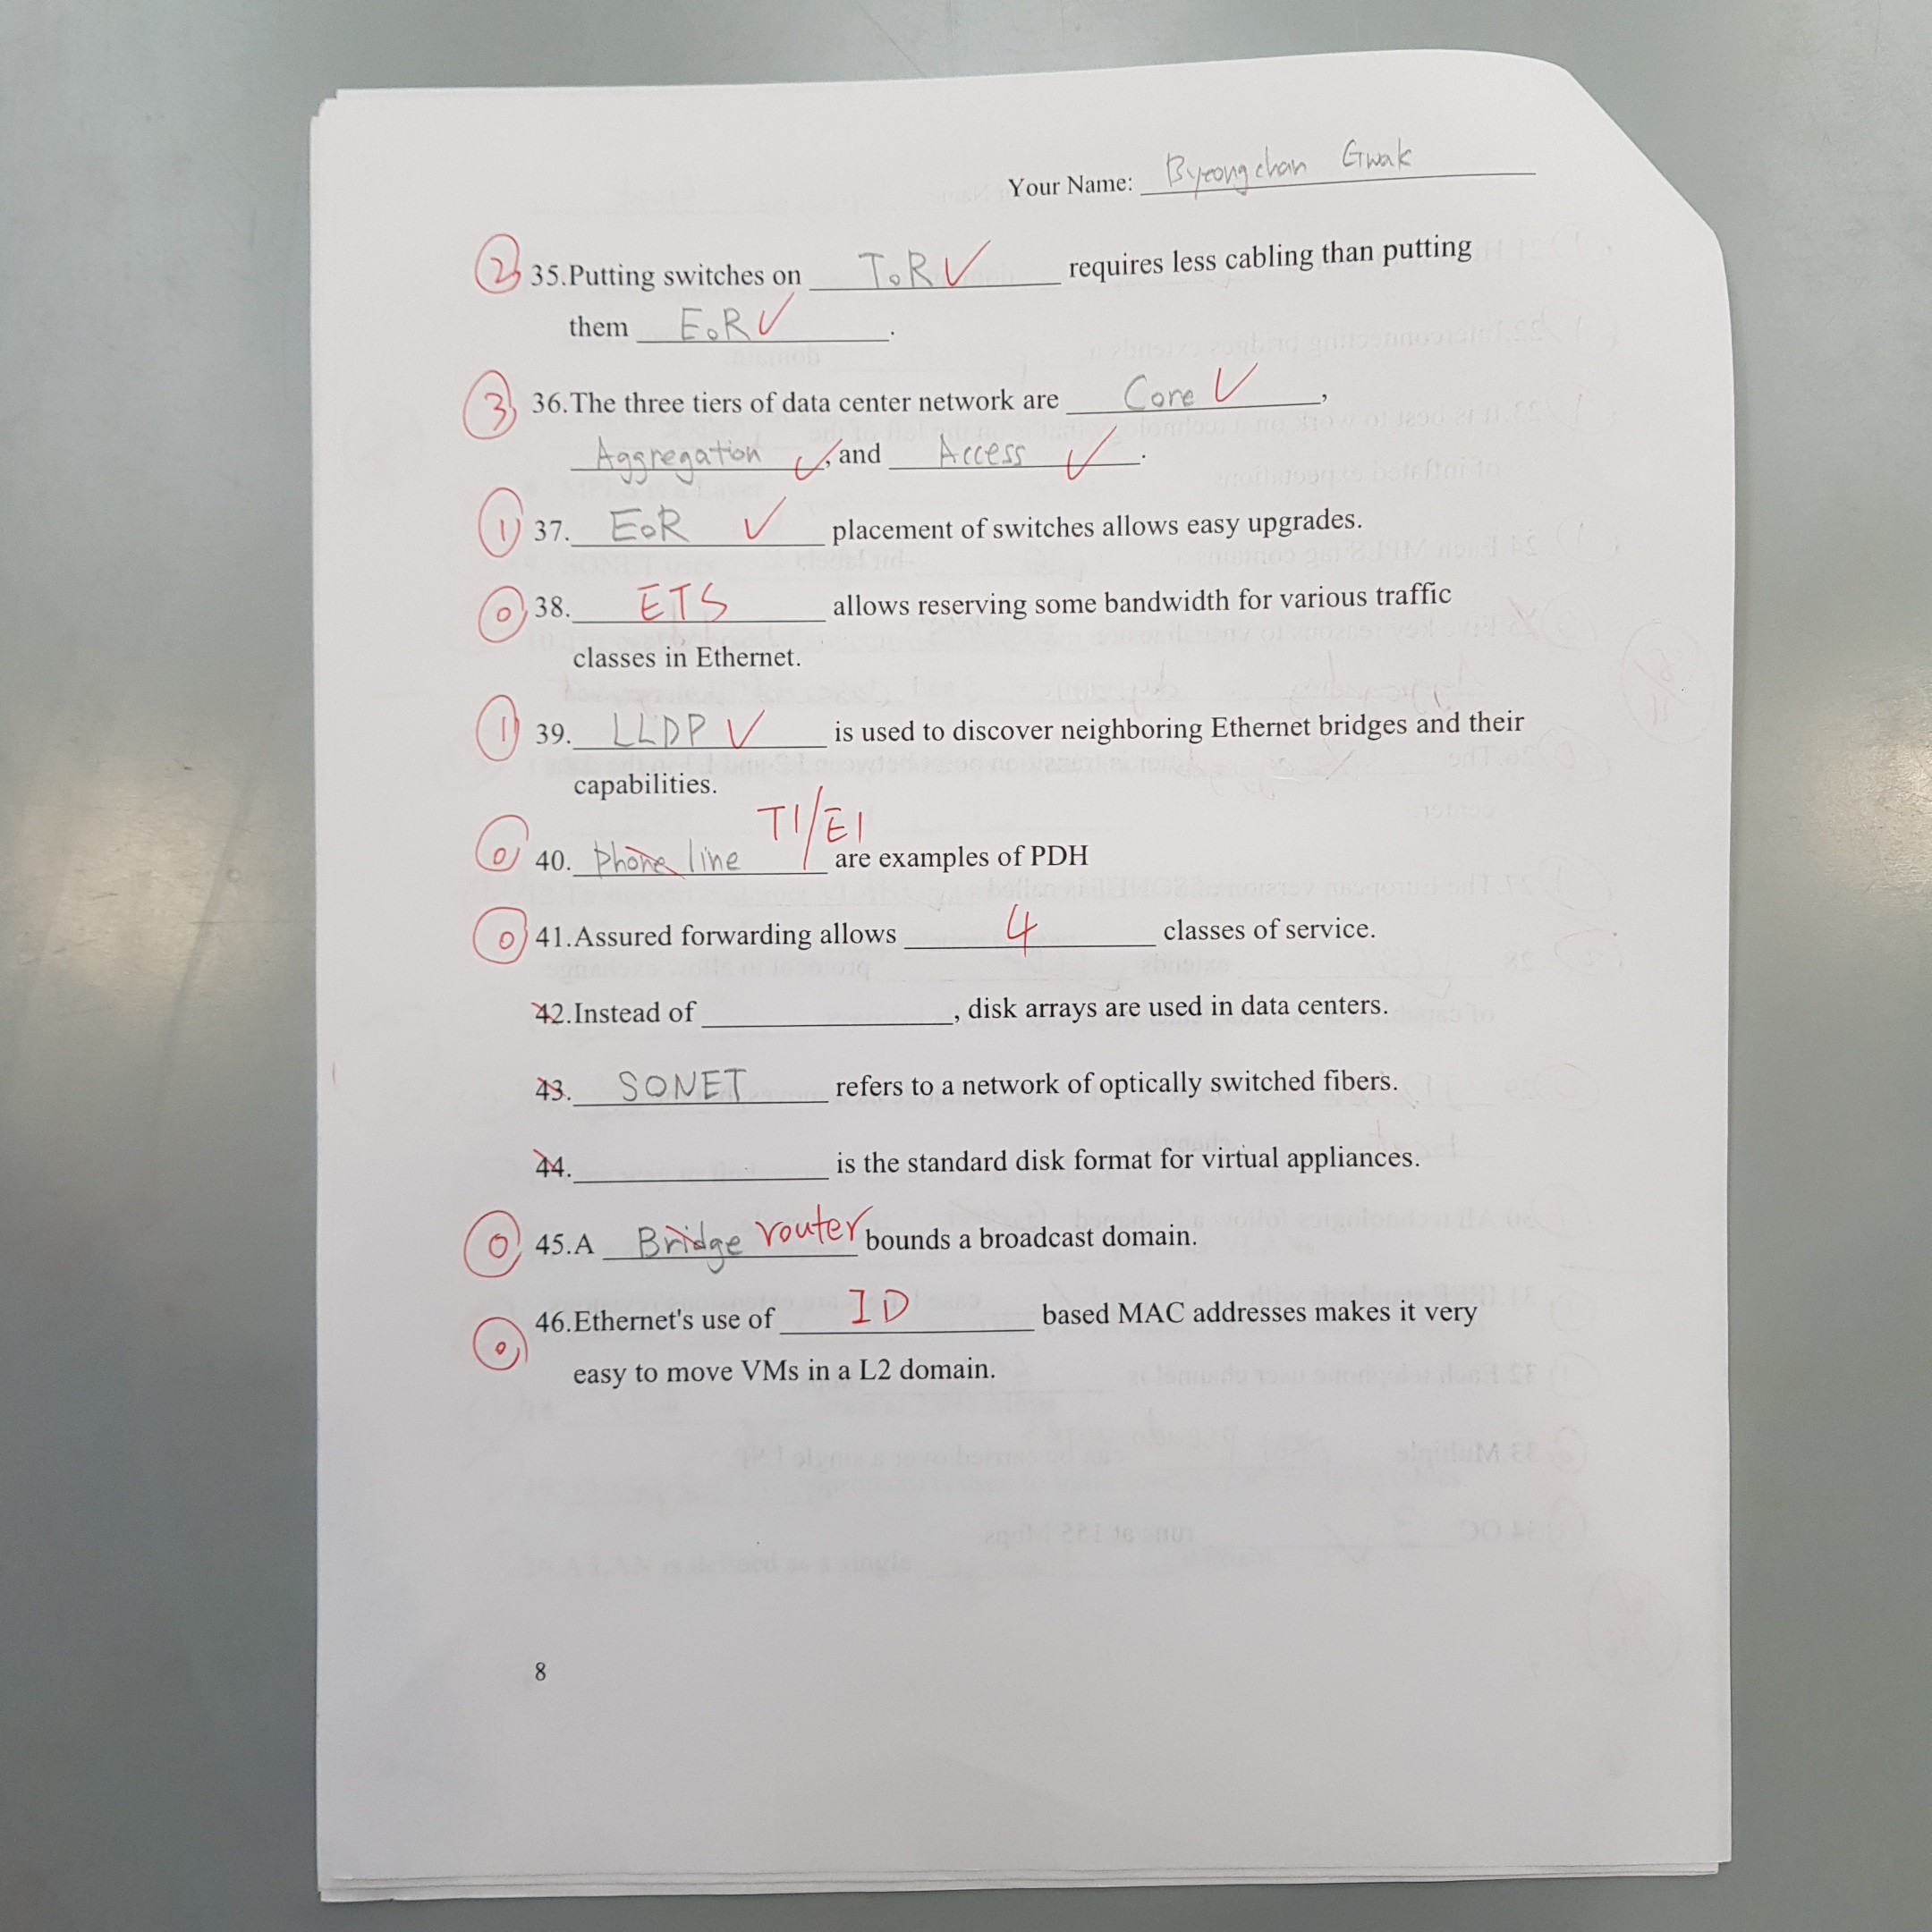 Your Name: Byeongchan Gwak
2 35.Putting switches on ToR ✓ requires less cabling than putting
them EoR ✓.
3 36.The three tiers of data center network are Core ✓,
Aggregation ✓, and Access ✓.
1 37. EoR ✓ placement of switches allows easy upgrades.
0 38. ETS allows reserving some bandwidth for various traffic
classes in Ethernet.
1 39. LLDP ✓ is used to discover neighboring Ethernet bridges and their
capabilities.
T1/E1
0 40. phone line are examples of PDH
0 41.Assured forwarding allows 4 classes of service.
42.Instead of , disk arrays are used in data centers.
43. SONET refers to a network of optically switched fibers.
44. is the standard disk format for virtual appliances.
0 45.A Bridge router bounds a broadcast domain.
0 46.Ethernet's use of ID based MAC addresses makes it very
easy to move VMs in a L2 domain.
8